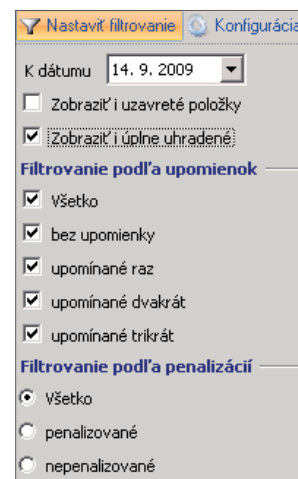 Nastaviť filtrovanie Konfigurácia
K dátumu 14. 9. 2009
Zobraziť i uzavreté položky
Zobraziť i úplne uhradené
Filtrovanie podľa upomienok
Všetko
bez upomienky
upomínané raz
upomínané dvakrát
upomínané trikrát
Filtrovanie podľa penalizácií
Všetko
penalizované
nepenalizované